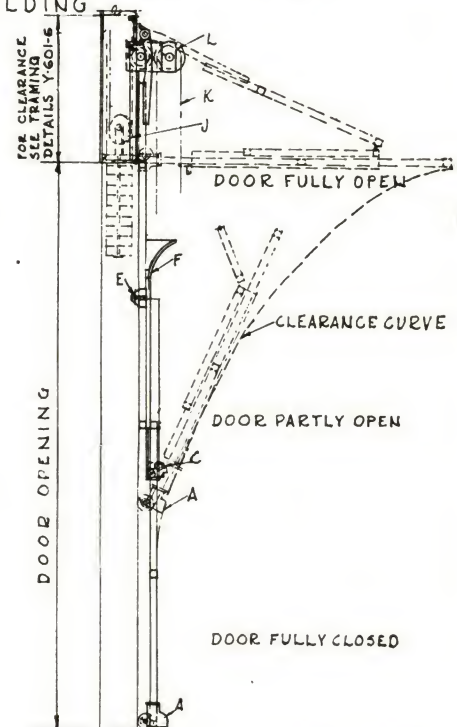 LDING
FOR CLEARANCE
SEE FRAMING
DETAILS Y-601-6
L
K
J
DOOR FULLY OPEN
E
F
CLEARANCE CURVE
DOOR OPENING
DOOR PARTLY OPEN
C
A
DOOR FULLY CLOSED
A